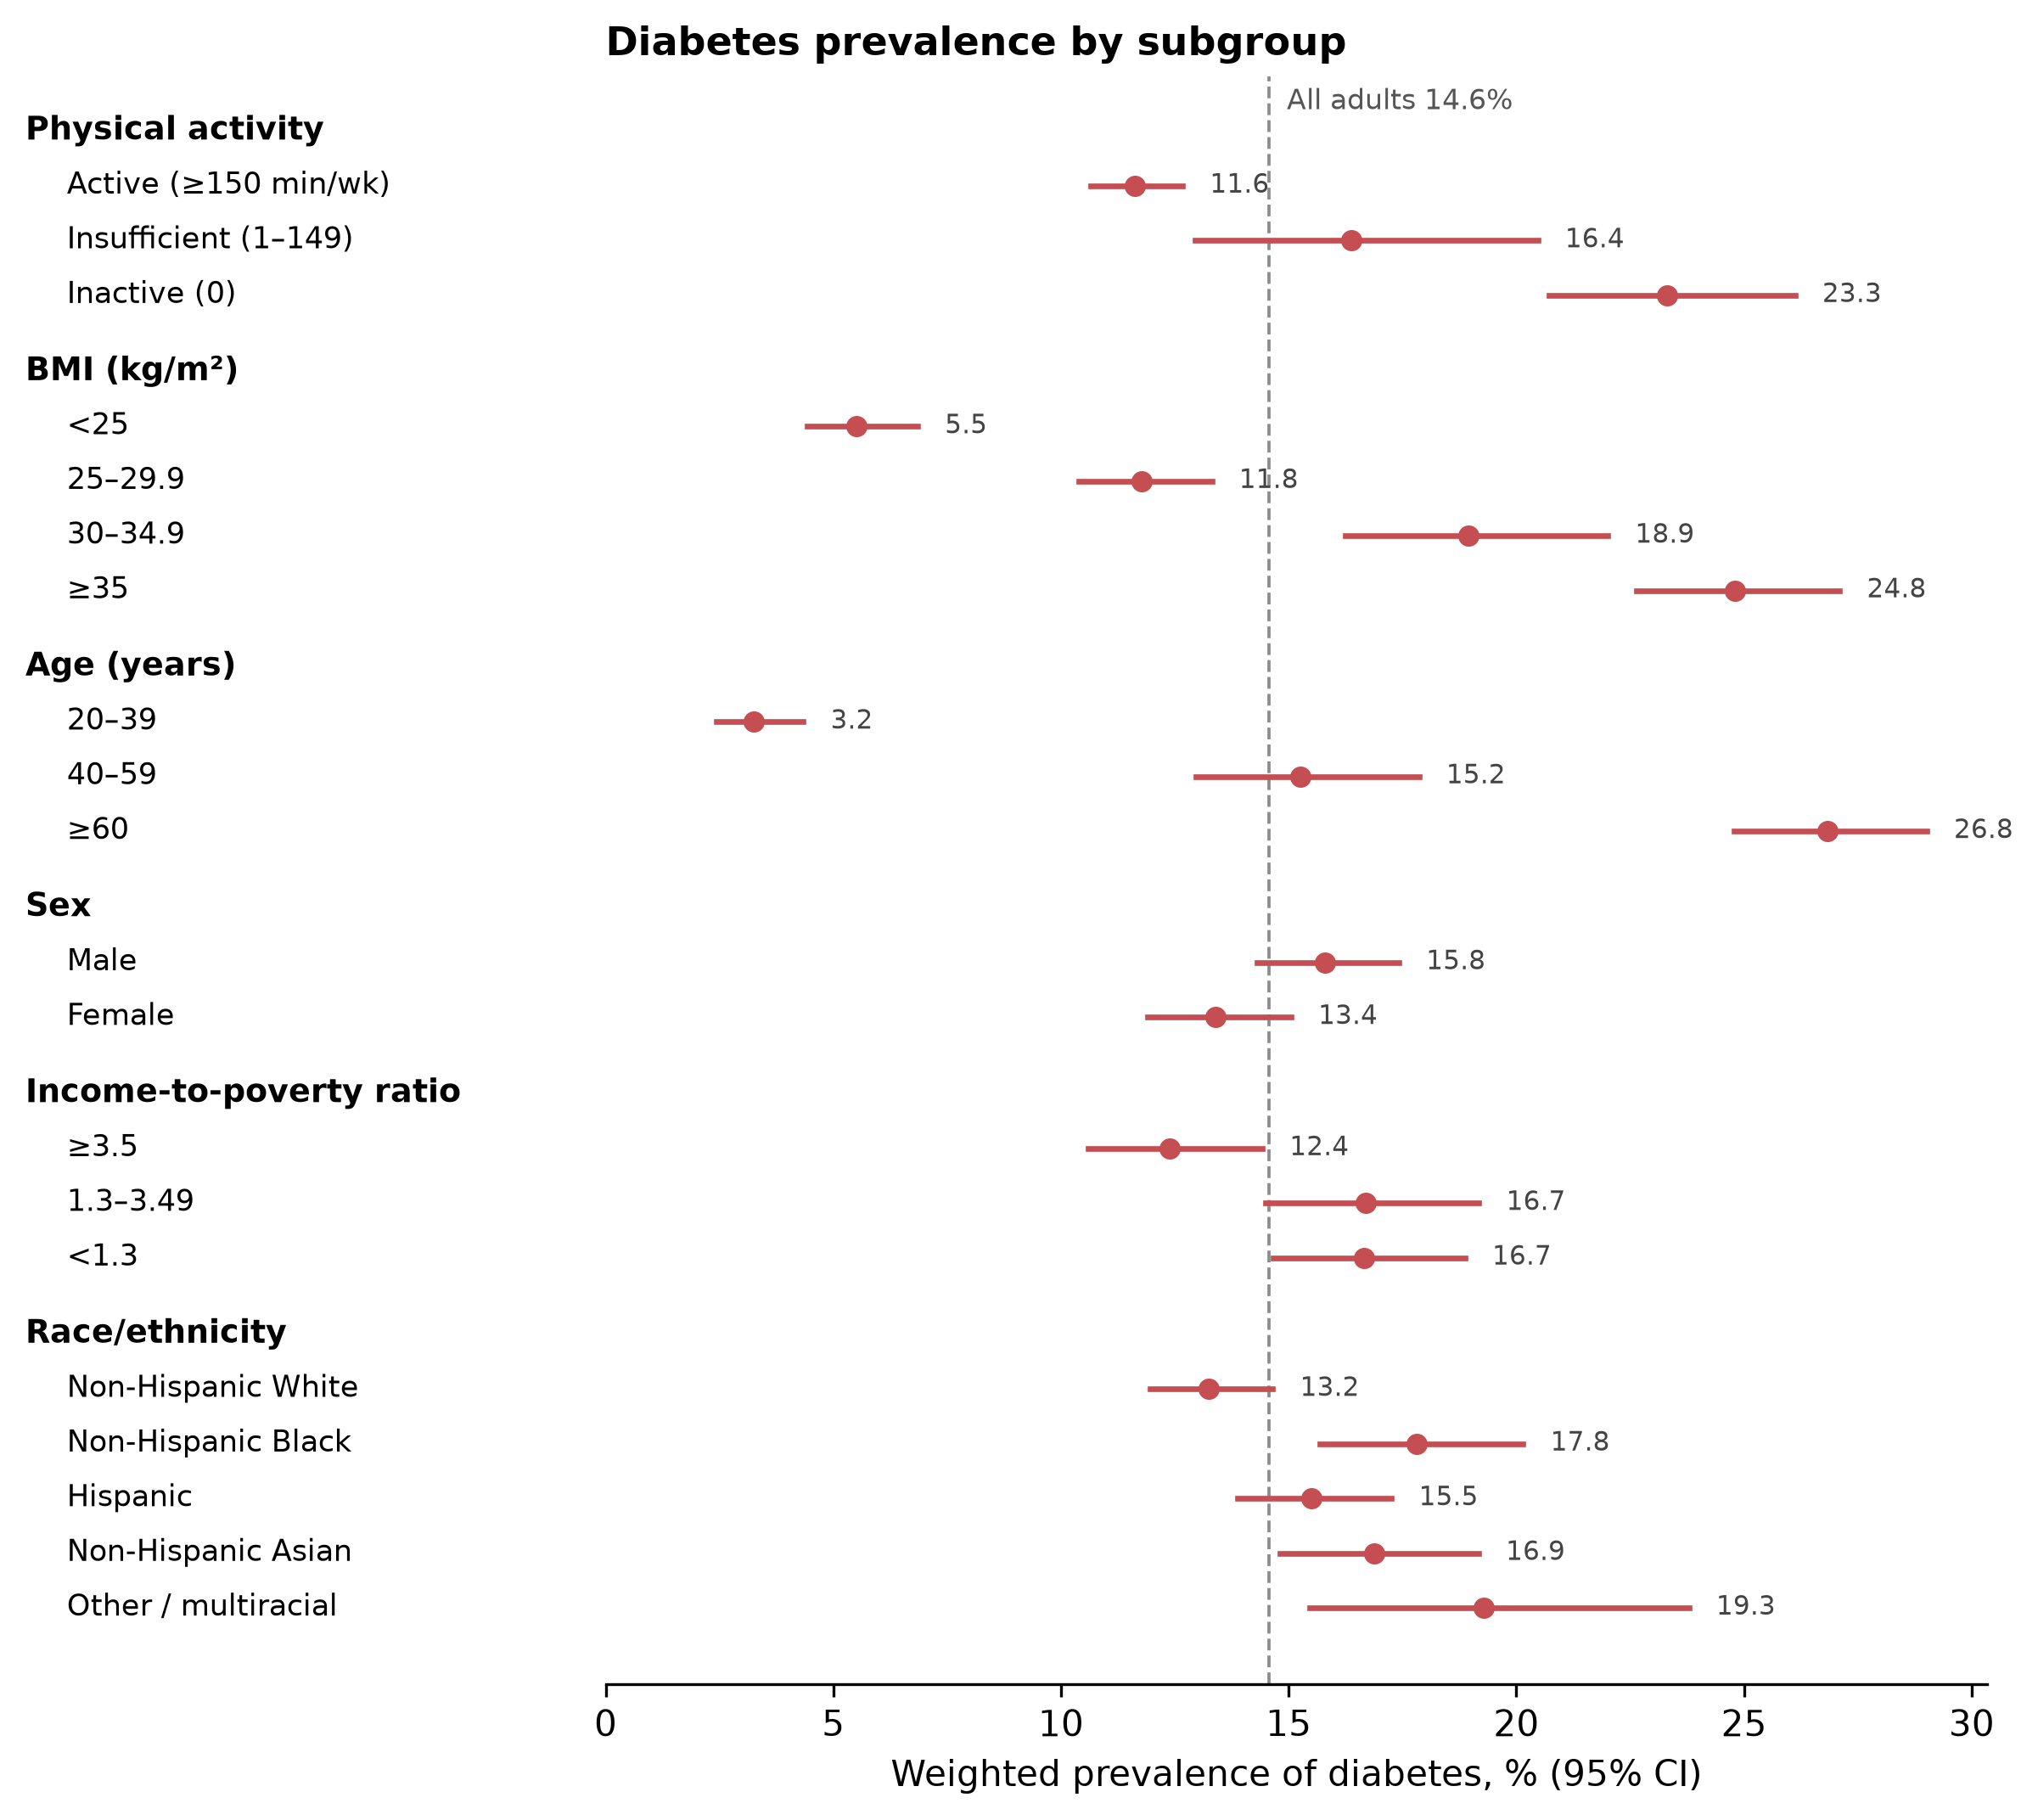 Diabetes prevalence by subgroup
All adults 14.6%
Physical activity
Active (≥150 min/wk) 11.6
Insufficient (1–149) 16.4
Inactive (0) 23.3
BMI (kg/m²)
<25 5.5
25–29.9 11.8
30–34.9 18.9
≥35 24.8
Age (years)
20–39 3.2
40–59 15.2
≥60 26.8
Sex
Male 15.8
Female 13.4
Income-to-poverty ratio
≥3.5 12.4
1.3–3.49 16.7
<1.3 16.7
Race/ethnicity
Non-Hispanic White 13.2
Non-Hispanic Black 17.8
Hispanic 15.5
Non-Hispanic Asian 16.9
Other / multiracial 19.3
0 5 10 15 20 25 30
Weighted prevalence of diabetes, % (95% CI)